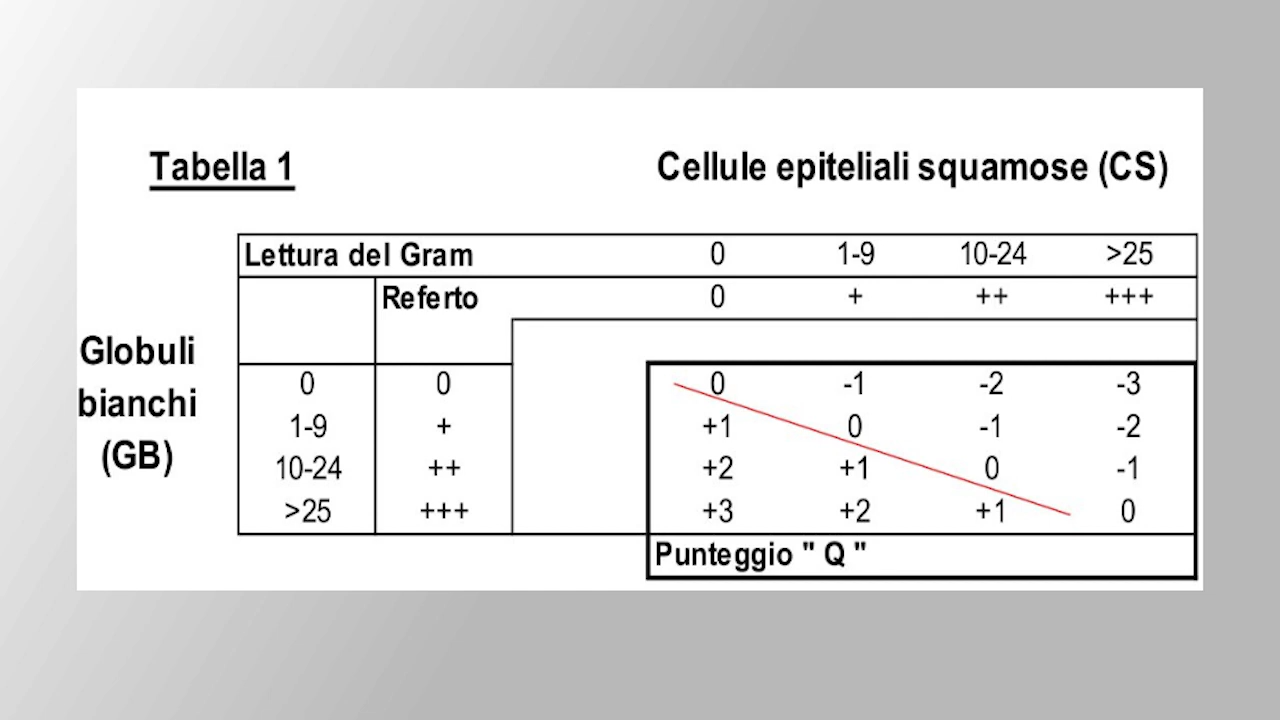 Tabella 1
Cellule epiteliali squamose (CS)
Lettura del Gram 0 1-9 10-24 >25
Referto 0 + ++ +++
Globuli
bianchi
(GB)
0 0 0 -1 -2 -3
1-9 + +1 0 -1 -2
10-24 ++ +2 +1 0 -1
>25 +++ +3 +2 +1 0
Punteggio " Q "